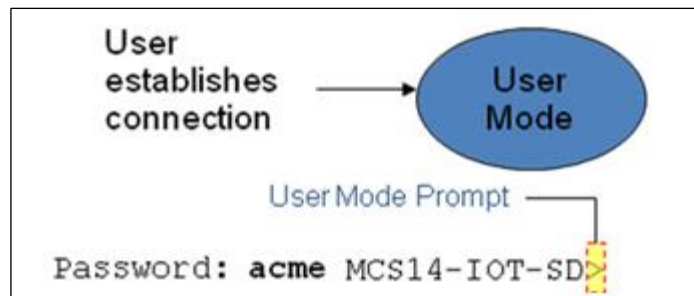 User
establishes
connection
User
Mode
User Mode Prompt
Password: acme MCS14-IOT-SD>